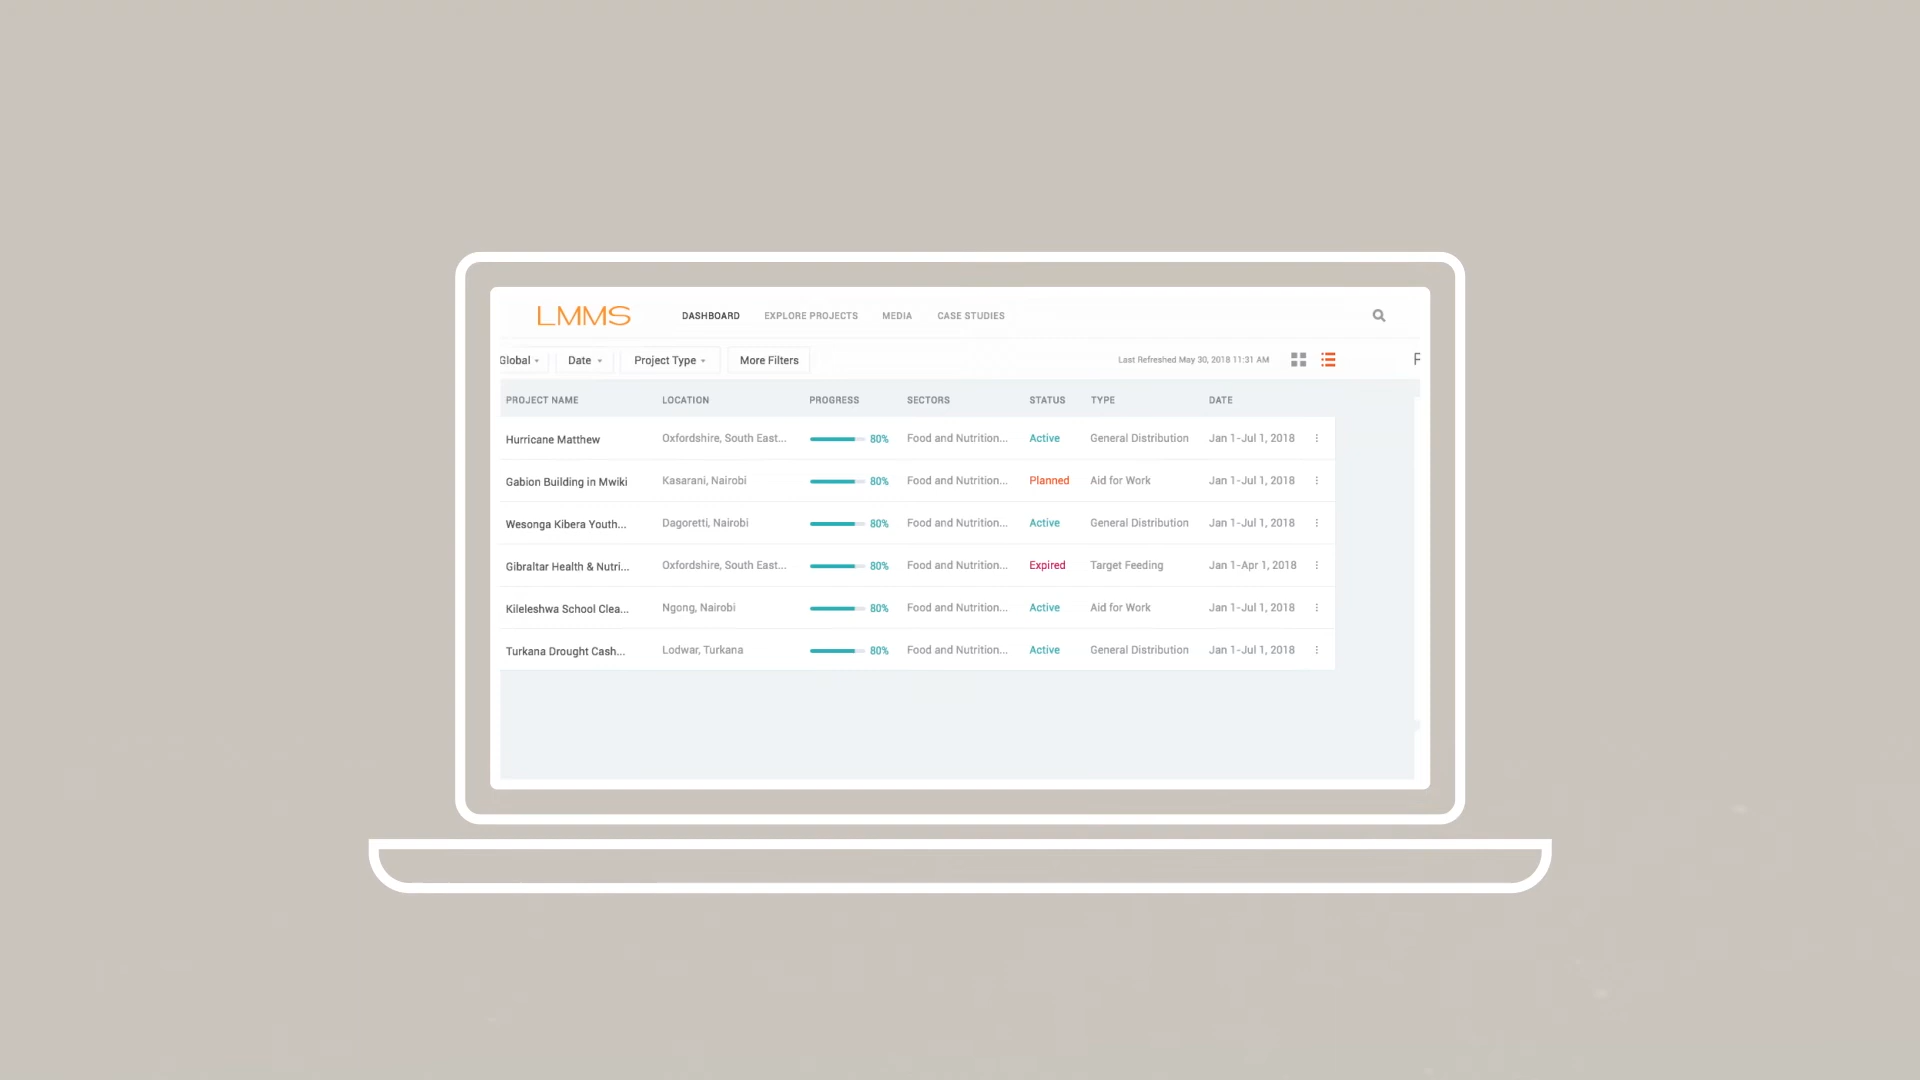 LMMS DASHBOARD EXPLORE PROJECTS MEDIA CASE STUDIES
Global Date Project Type More Filters Last Refreshed May 30, 2018 11:31 AM
PROJECT NAME LOCATION PROGRESS SECTORS STATUS TYPE DATE
Hurricane Matthew Oxfordshire, South East... 80% Food and Nutrition... Active General Distribution Jan 1-Jul 1, 2018
Gabion Building in Mwiki Kasarani, Nairobi 80% Food and Nutrition... Planned Aid for Work Jan 1-Jul 1, 2018
Wesonga Kibera Youth... Dagoretti, Nairobi 80% Food and Nutrition... Active General Distribution Jan 1-Jul 1, 2018
Gibraltar Health & Nutri... Oxfordshire, South East... 80% Food and Nutrition... Expired Target Feeding Jan 1-Apr 1, 2018
Kileleshwa School Clea... Ngong, Nairobi 80% Food and Nutrition... Active Aid for Work Jan 1-Jul 1, 2018
Turkana Drought Cash... Lodwar, Turkana 80% Food and Nutrition... Active General Distribution Jan 1-Jul 1, 2018